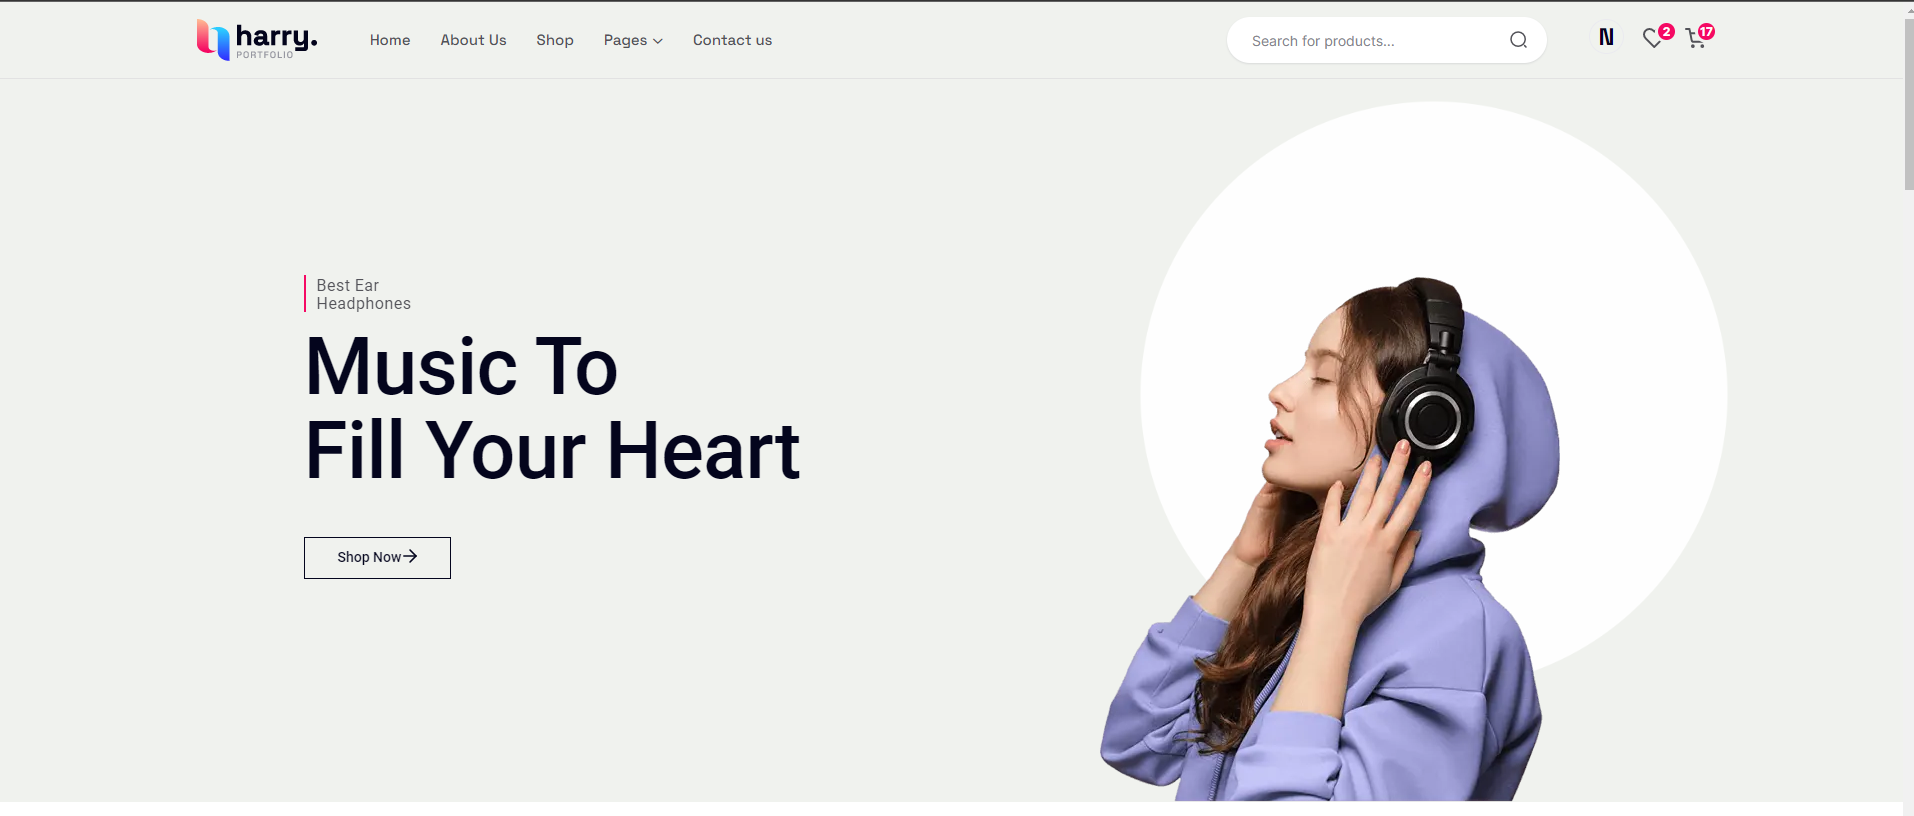 harry.
PORTFOLIO
Home
About Us
Shop
Pages
Contact us
Search for products...
N
2
17
Best Ear
Headphones
Music To
Fill Your Heart
Shop Now